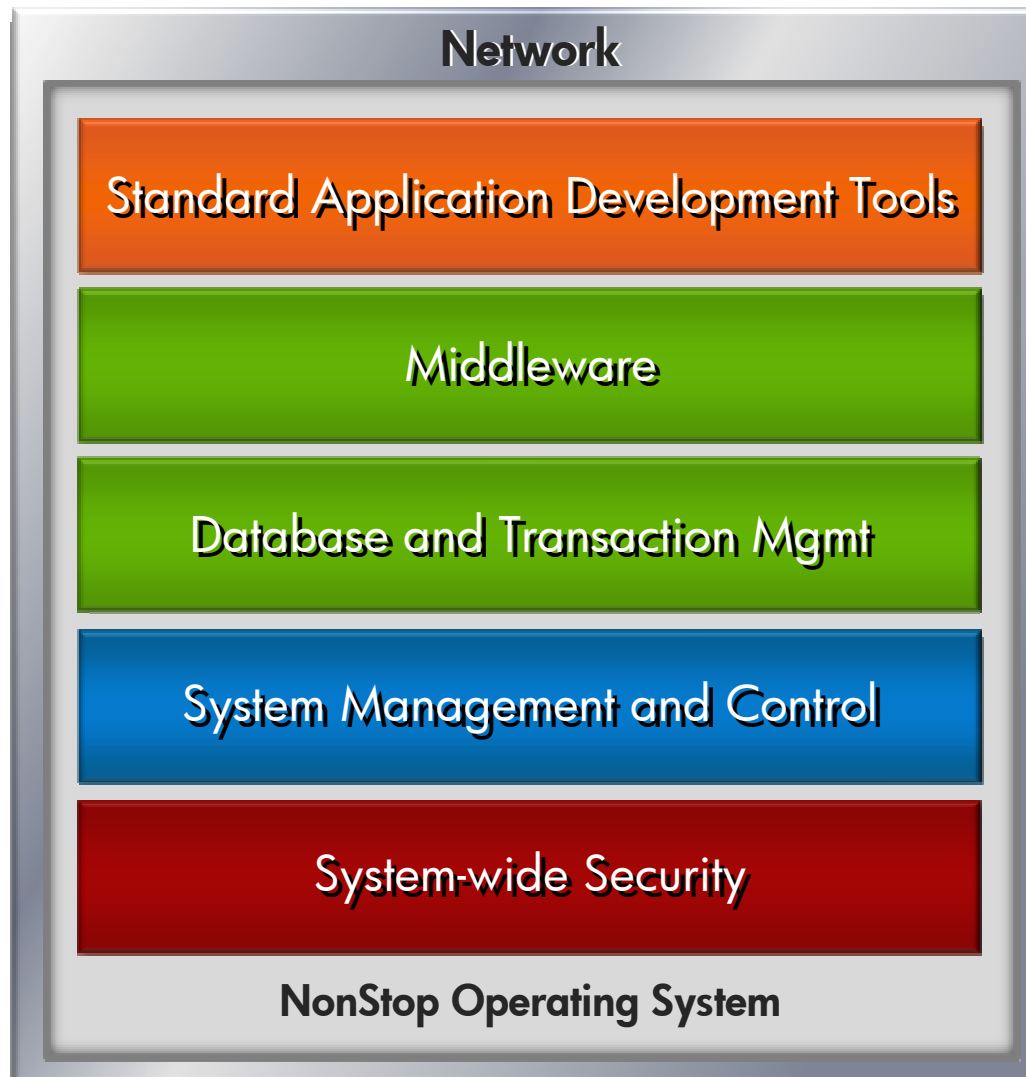 Network
Standard Application Development Tools
Middleware
Database and Transaction Mgmt
System Management and Control
System-wide Security
NonStop Operating System